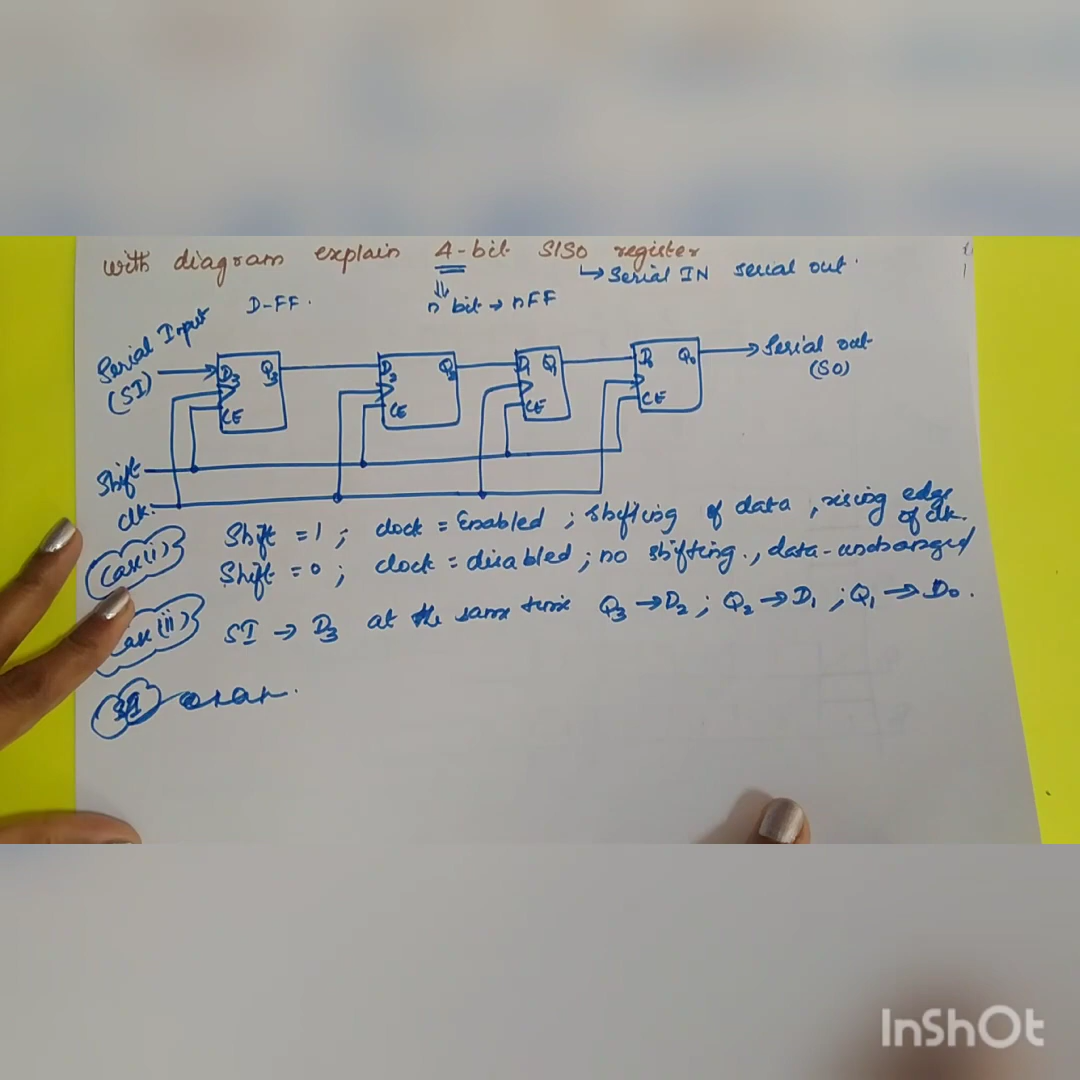 with diagram explain 4-bit SISO register
↳ Serial IN serial out.
D-FF.
n bit → nFF
Serial Input
(SI)
D3 Q3
CE
D2 Q2
CE
D1 Q1
CE
D0 Q0
CE
Serial out
(SO)
Shift
clk.
Case (i)
Shift = 1 ; clock = Enabled ; shifting of data , rising edge of clk.
Shift = 0 ; clock = disabled ; no shifting., data-unchanged
Case (ii)
SI → D3 at the same time Q3 → D2 ; Q2 → D1 ; Q1 → D0.
InShOt